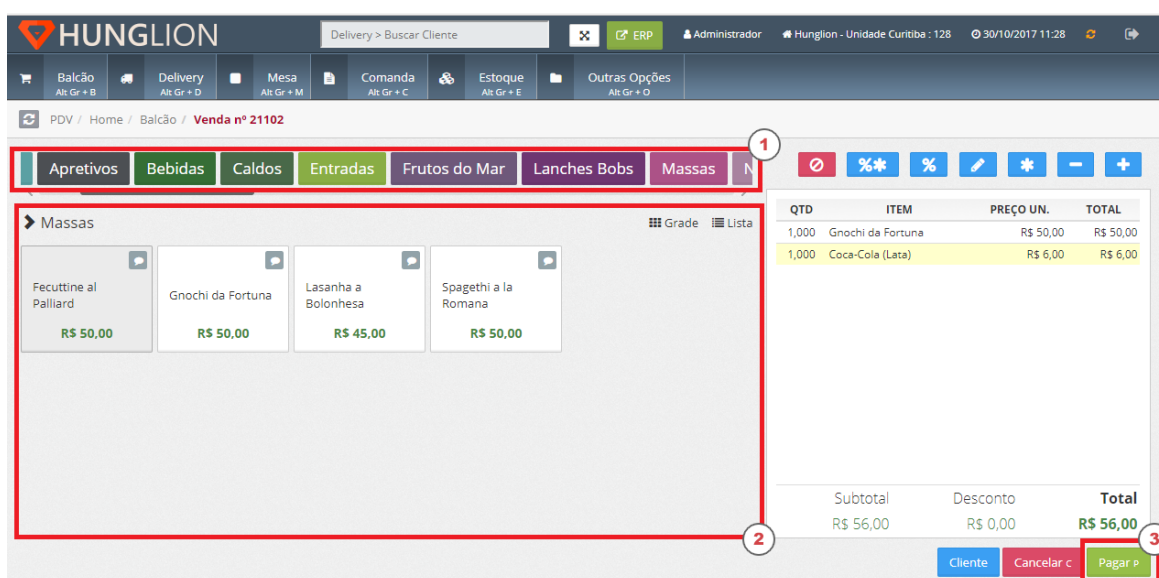 HUNGLION
Delivery > Buscar Cliente
ERP
Administrador
Hunglion - Unidade Curitiba : 128
30/10/2017 11:28
Balcão
Alt Gr + B
Delivery
Alt Gr + D
Mesa
Alt Gr + M
Comanda
Alt Gr + C
Estoque
Alt Gr + E
Outras Opções
Alt Gr + O
PDV / Home / Balcão / Venda nº 21102
1
Apretivos Bebidas Caldos Entradas Frutos do Mar Lanches Bobs Massas N
%* % * - +
Massas
Grade Lista
Fecuttine al
Palliard
R$ 50,00
Gnochi da Fortuna
R$ 50,00
Lasanha a
Bolonhesa
R$ 45,00
Spagethi a la
Romana
R$ 50,00
2
QTD ITEM PREÇO UN. TOTAL
1,000 Gnochi da Fortuna R$ 50,00 R$ 50,00
1,000 Coca-Cola (Lata) R$ 6,00 R$ 6,00
Subtotal Desconto Total
R$ 56,00 R$ 0,00 R$ 56,00
3
Cliente Cancelar C Pagar P